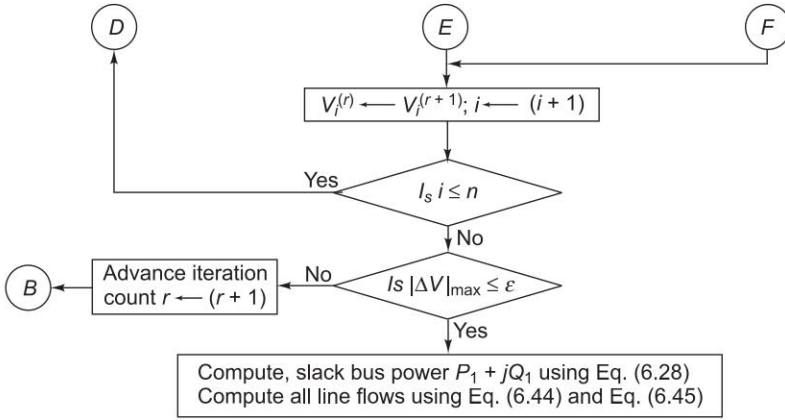 D
E
F
V_i^(r) ← V_i^(r + 1); i ← (i + 1)
Yes
I_s i ≤ n
No
B
Advance iteration
count r ← (r + 1)
No
Is |ΔV|_max ≤ ε
Yes
Compute, slack bus power P_1 + jQ_1 using Eq. (6.28)
Compute all line flows using Eq. (6.44) and Eq. (6.45)